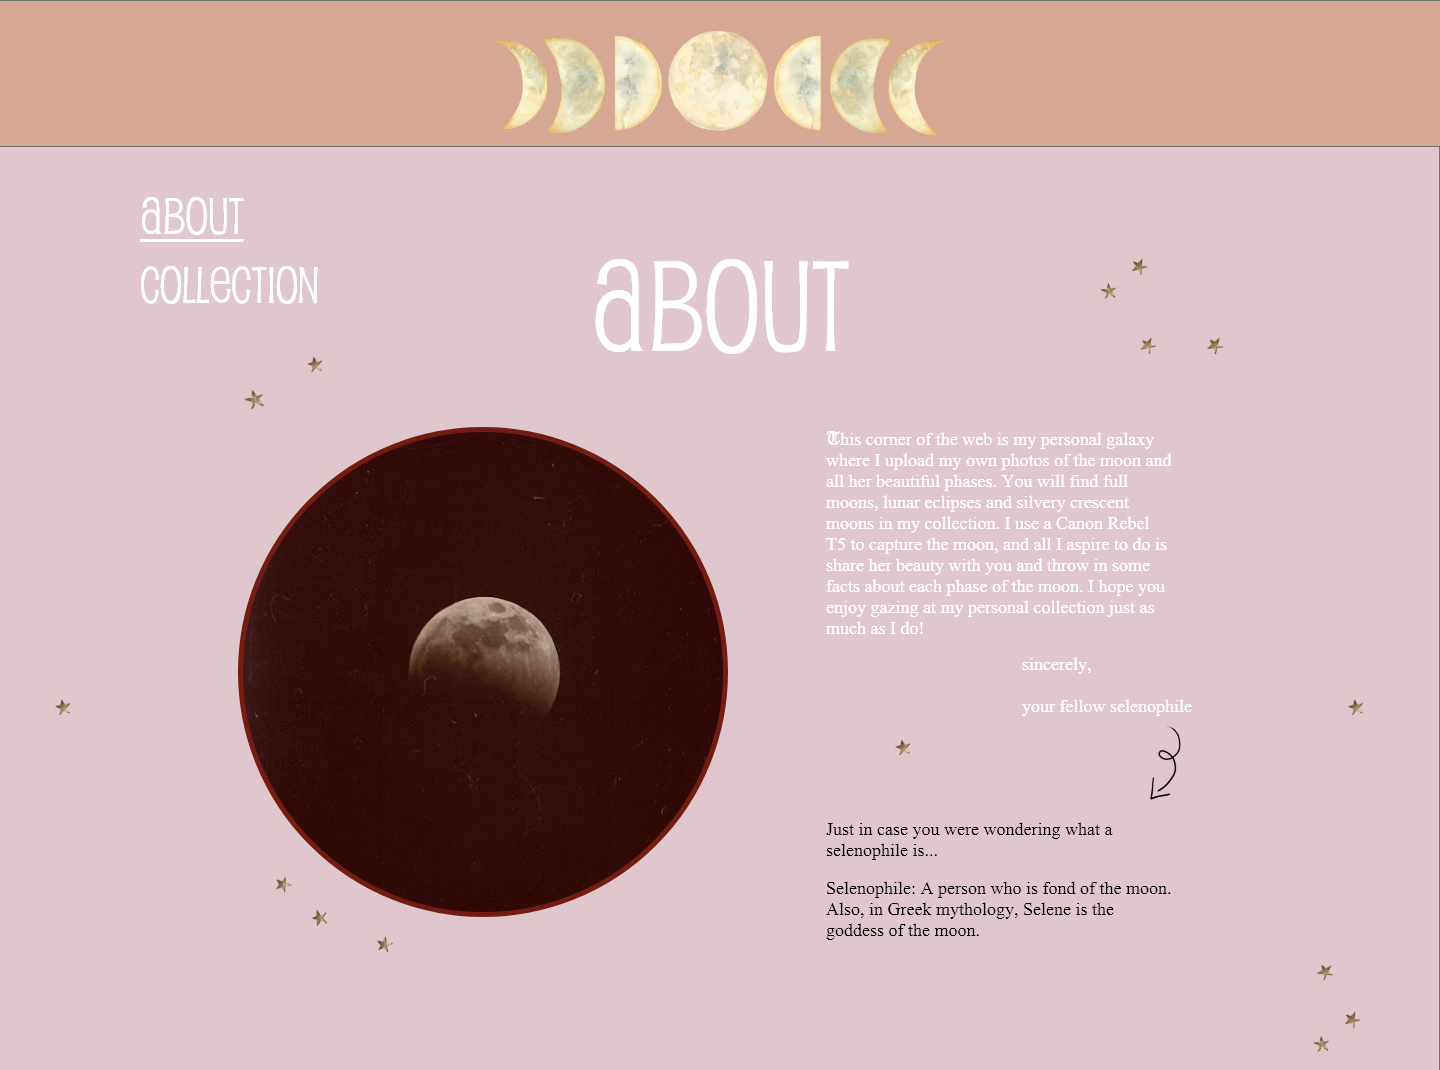 aBOUT
COLLeCTION
aBOUT
𝕿his corner of the web is my personal galaxy
where I upload my own photos of the moon and
all her beautiful phases. You will find full
moons, lunar eclipses and silvery crescent
moons in my collection. I use a Canon Rebel
T5 to capture the moon, and all I aspire to do is
share her beauty with you and throw in some
facts about each phase of the moon. I hope you
enjoy gazing at my personal collection just as
much as I do!
sincerely,
your fellow selenophile
Just in case you were wondering what a
selenophile is...
Selenophile: A person who is fond of the moon.
Also, in Greek mythology, Selene is the
goddess of the moon.